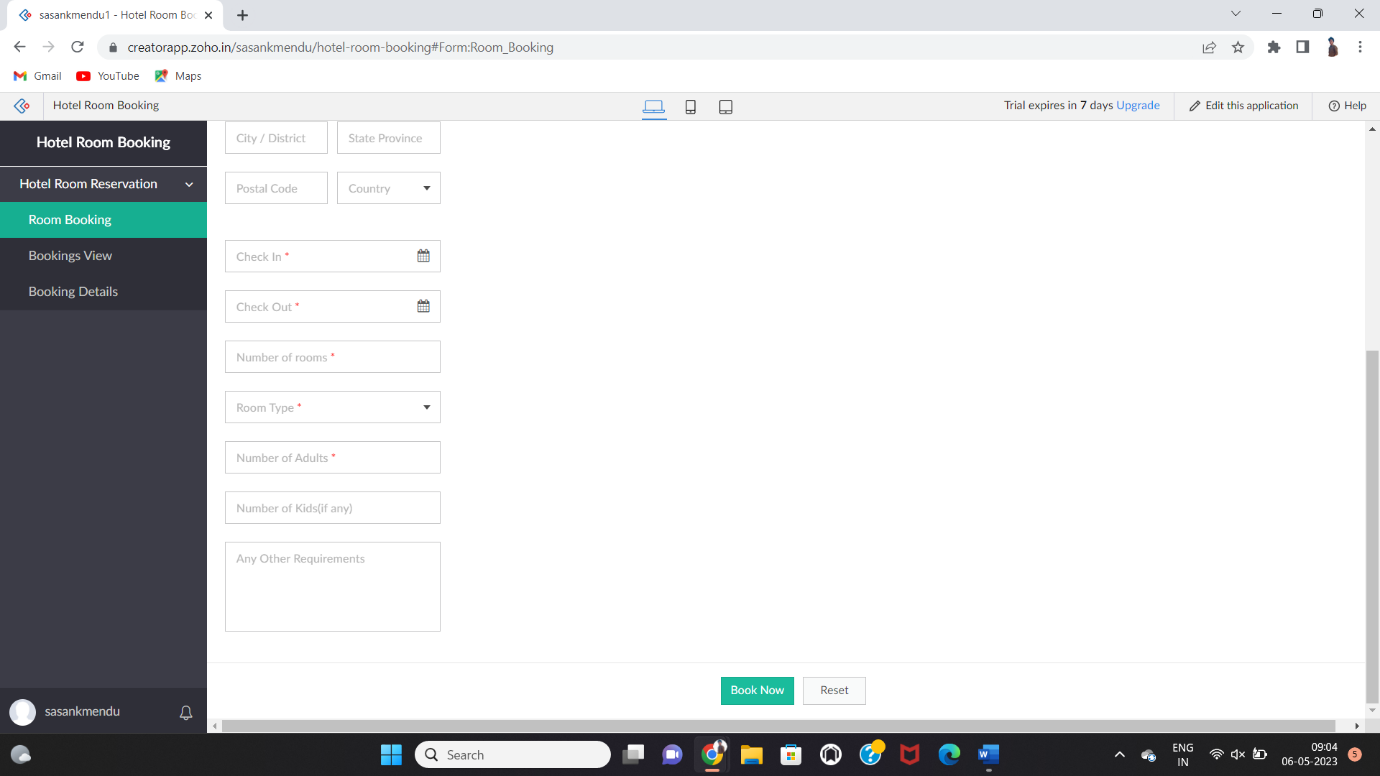 sasankmendu1 - Hotel Room Bo
creatorapp.zoho.in/sasankmendu/hotel-room-booking#Form:Room_Booking
Gmail YouTube Maps
Hotel Room Booking
Trial expires in 7 days Upgrade Edit this application Help
Hotel Room Booking
Hotel Room Reservation
Room Booking
Bookings View
Booking Details
sasankmendu
City / District State Province
Postal Code Country
Check In *
Check Out *
Number of rooms *
Room Type *
Number of Adults *
Number of Kids(if any)
Any Other Requirements
Book Now Reset
Search
ENG
IN
09:04
06-05-2023
5